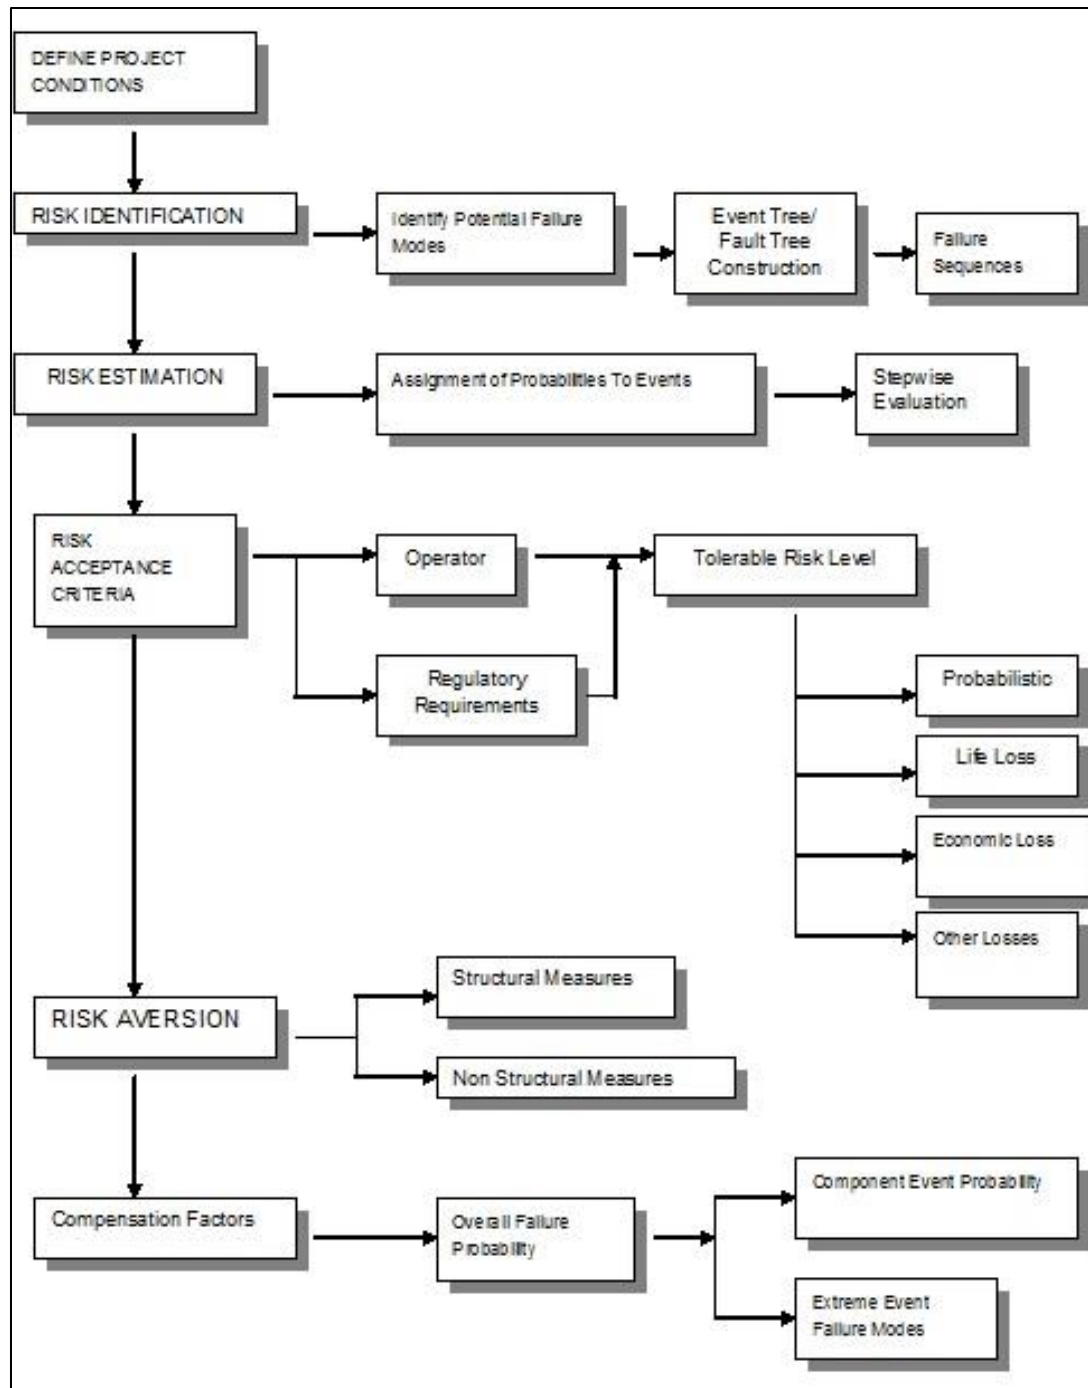 DEFINE PROJECT
CONDITIONS
RISK IDENTIFICATION
Identify Potential Failure
Modes
Event Tree/
Fault Tree
Construction
Failure
Sequences
RISK ESTIMATION
Assignment of Probabilities To Events
Stepwise
Evaluation
RISK
ACCEPTANCE
CRITERIA
Operator
Tolerable Risk Level
Regulatory
Requirements
Probabilistic
Life Loss
Economic Loss
Other Losses
RISK AVERSION
Structural Measures
Non Structural Measures
Compensation Factors
Overall Failure
Probability
Component Event Probability
Extreme Event
Failure Modes